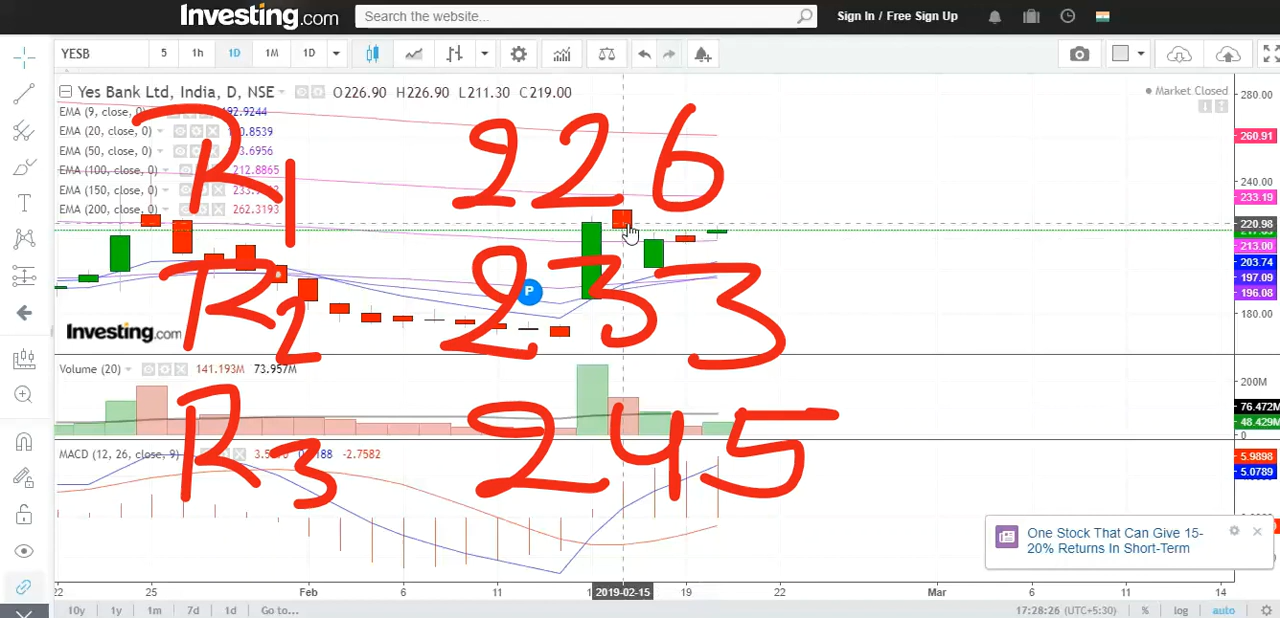 Investing.com
Search the website...
Sign In / Free Sign Up
YESB
5
1h
1D
1M
1D
Yes Bank Ltd, India, D, NSE
O226.90 H226.90 L211.30 C219.00
Market Closed
EMA (9, close, 0)
EMA (20, close, 0)
EMA (50, close, 0)
EMA (100, close, 0) 212.8865
EMA (150, close, 0)
EMA (200, close, 0) 262.3193
R1 226
R2 233
R3 245
280.00
260.91
240.00
233.19
220.98
213.00
203.74
197.09
196.08
180.00
P
Investing.com
Volume (20) 141.193M 73.957M
200M
76.472M
48.429M
0
MACD (12, 26, close, 9) -2.7582
5.9898
5.0789
One Stock That Can Give 15-
20% Returns In Short-Term
22 25 Feb 6 11 2019-02-15 19 22 Mar 6 11 14
10y 1y 1m 7d 1d Go to...
17:28:26 (UTC+5:30) % log auto